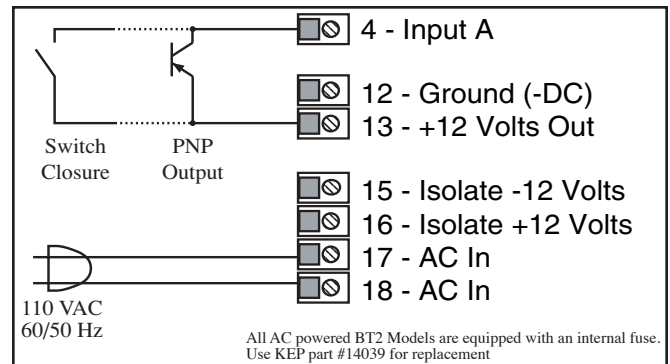 4 - Input A
12 - Ground (-DC)
13 - +12 Volts Out
Switch
Closure
PNP
Output
15 - Isolate -12 Volts
16 - Isolate +12 Volts
17 - AC In
18 - AC In
110 VAC
60/50 Hz
All AC powered BT2 Models are equipped with an internal fuse.
Use KEP part #14039 for replacement